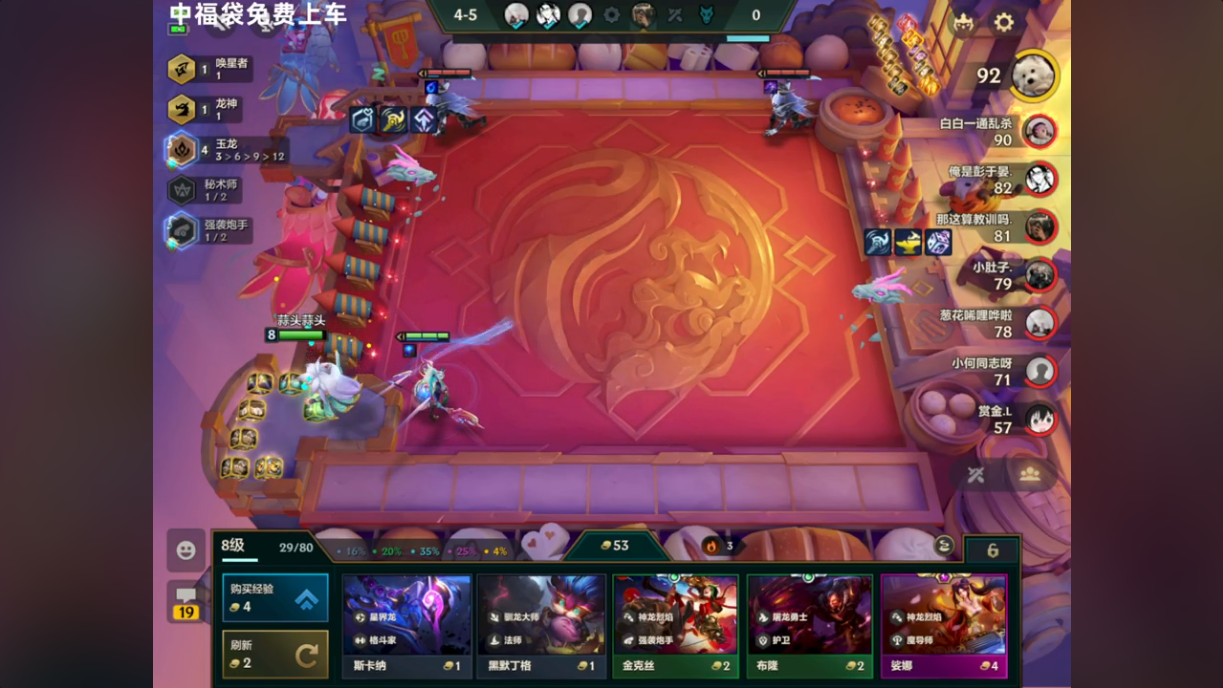 中福袋免费上车
4-5
0
1 唤星者
1
1 龙神
1
4 玉龙
3 > 6 > 9 > 12
秘术师
1 / 2
强袭炮手
1 / 2
92
白白一通乱杀
90
俺是彭于晏.
82
那这算教训吗.
81
小肚子.
79
葱花唏哩哗啦
78
小何同志呀
71
赏金.L
57
蒜头蒜头
8
8级 29/80
16% 20% 35% 25% 4%
53
3
6
19
购买经验
4
刷新
2
星界龙
格斗家
斯卡纳 1
驯龙大师
法师
黑默丁格 1
神龙烈焰
强袭炮手
金克丝 2
屠龙勇士
护卫
布隆 2
神龙烈焰
魔导师
娑娜 4